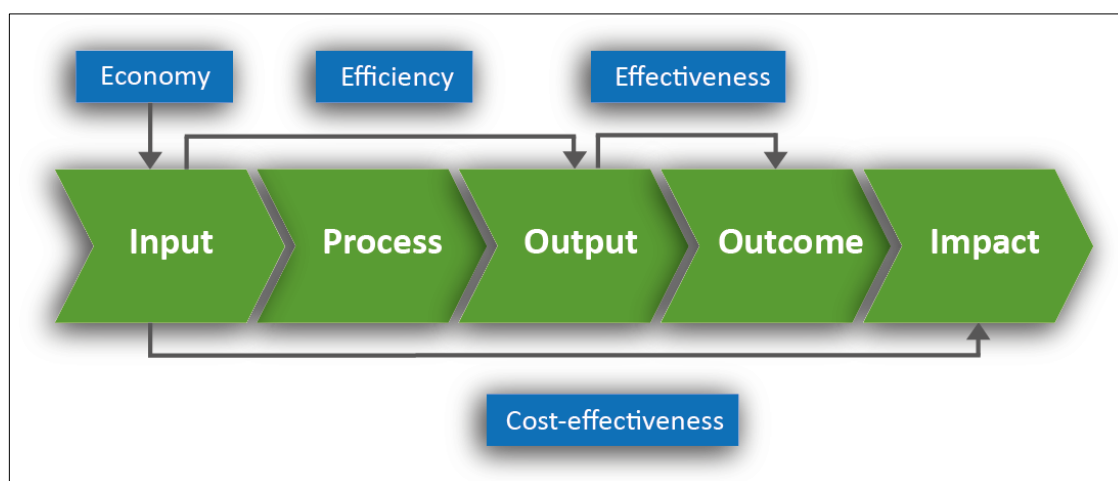 Economy
Efficiency
Effectiveness
Input
Process
Output
Outcome
Impact
Cost-effectiveness